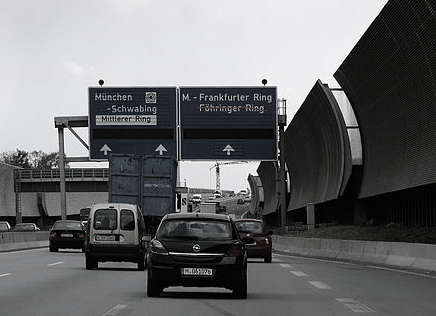 München
-Schwabing
Mittlerer Ring
M.-Frankfurter Ring
Föhringer Ring